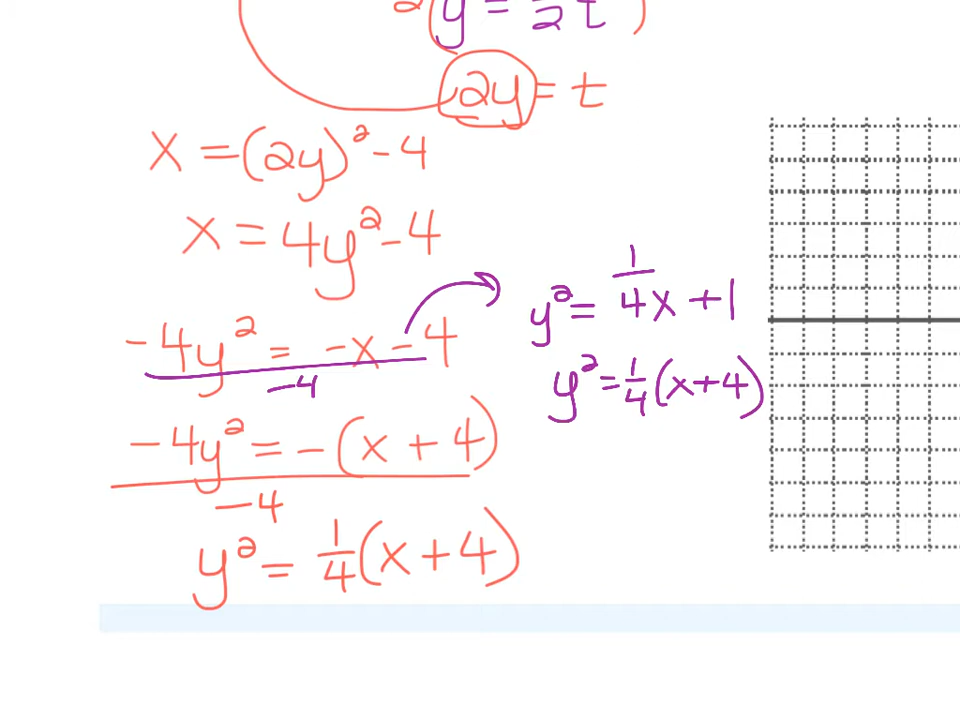 2(y = 1/2 t)
2y = t
x = (2y)² - 4
x = 4y² - 4
-4y² = -x - 4
-4
y² = 1/4x + 1
y² = 1/4(x + 4)
-4y² = -(x + 4)
-4
y² = 1/4(x + 4)